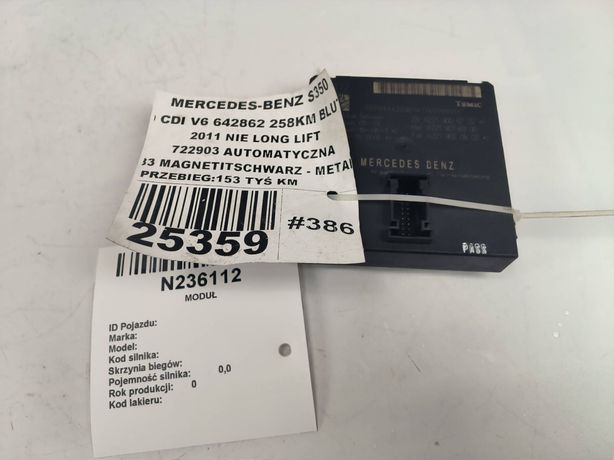 MERCEDES-BENZ S350
CDI V6 642862 258KM BLU
2011 NIE LONG LIFT
722903 AUTOMATYCZNA
33 MAGNETITSCHWARZ - META
PRZEBIEG:153 TYŚ KM
25359
#386
N236112
MODUŁ
ID Pojazdu:
Marka:
Model:
Kod silnika:
Skrzynia biegów:
Pojemność silnika: 0,0
Rok produkcji: 0
Kod lakieru:
Temic
MERCEDES BENZ
PASS